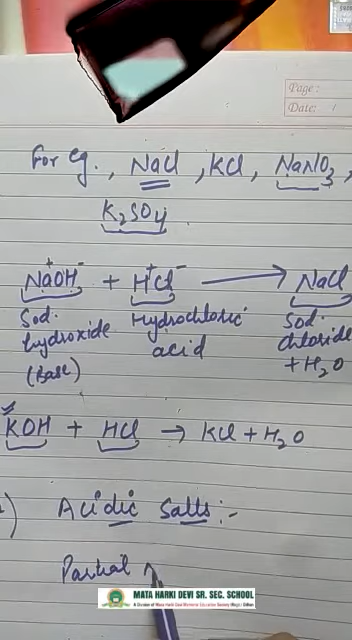 Page :
Date: /
For eg., NaCl, KCl, NaNO3,
K2SO4
NaOH + HCl → NaCl
Sod. hydroxide (Base) Hydrochloric acid Sod. chloride + H2O
KOH + HCl → KCl + H2O
) Acidic Salts :-
Partial
MATA HARKI DEVI SR. SEC. SCHOOL